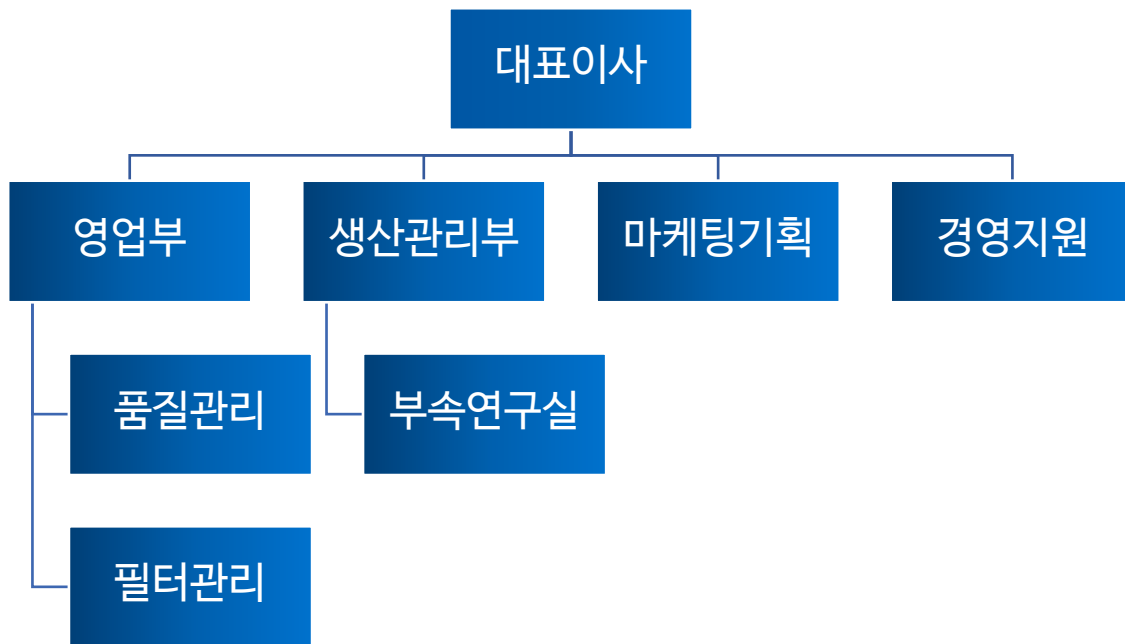 대표이사
영업부
생산관리부
마케팅기획
경영지원
품질관리
부속연구실
필터관리